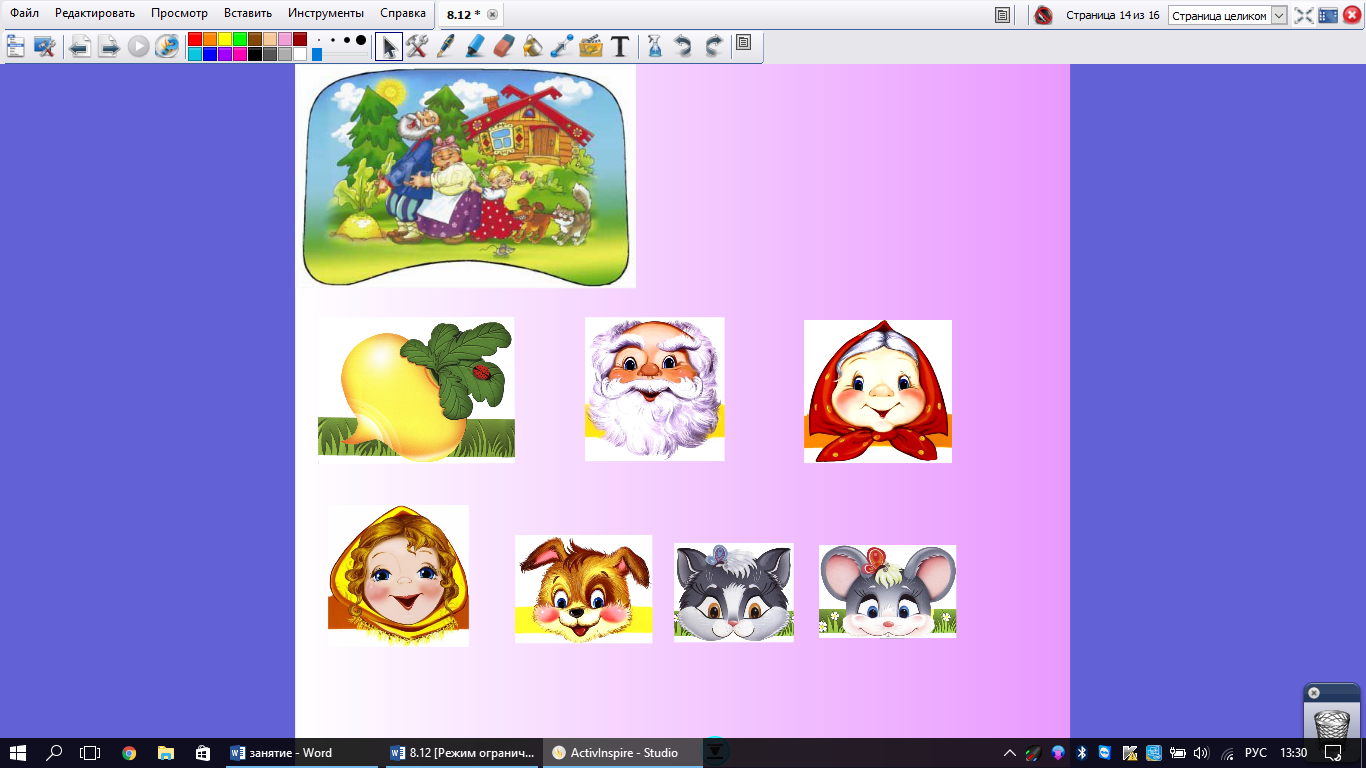 Файл Редактировать Просмотр Вставить Инструменты Справка 8.12 * Страница 14 из 16 Страница целиком
T
занятие - Word 8.12 [Режим огранич... ActivInspire - Studio РУС 13:30